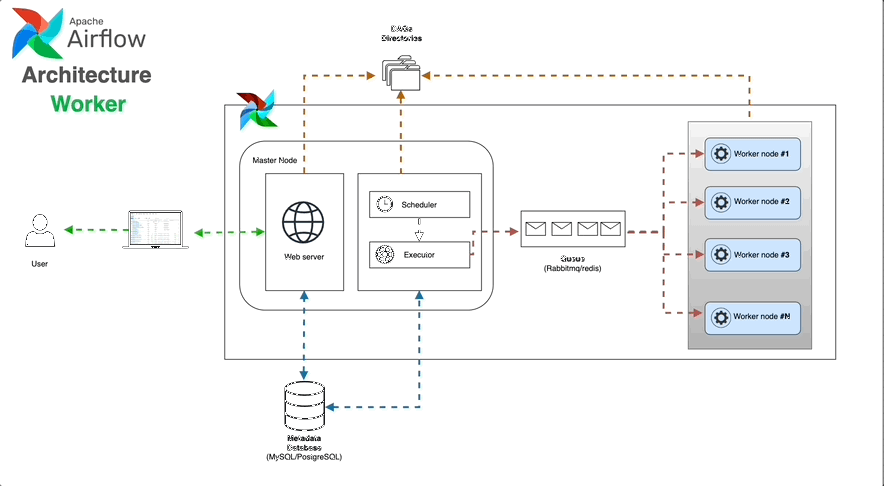 Apache
Airflow
Architecture
Worker
DAGs
Directories
Master Node
Scheduler
Executor
Web server
User
Queue
(Rabbitmq/redis)
Worker node #1
Worker node #2
Worker node #3
Worker node #N
Metadata
Database
(MySQL/PostgreSQL)